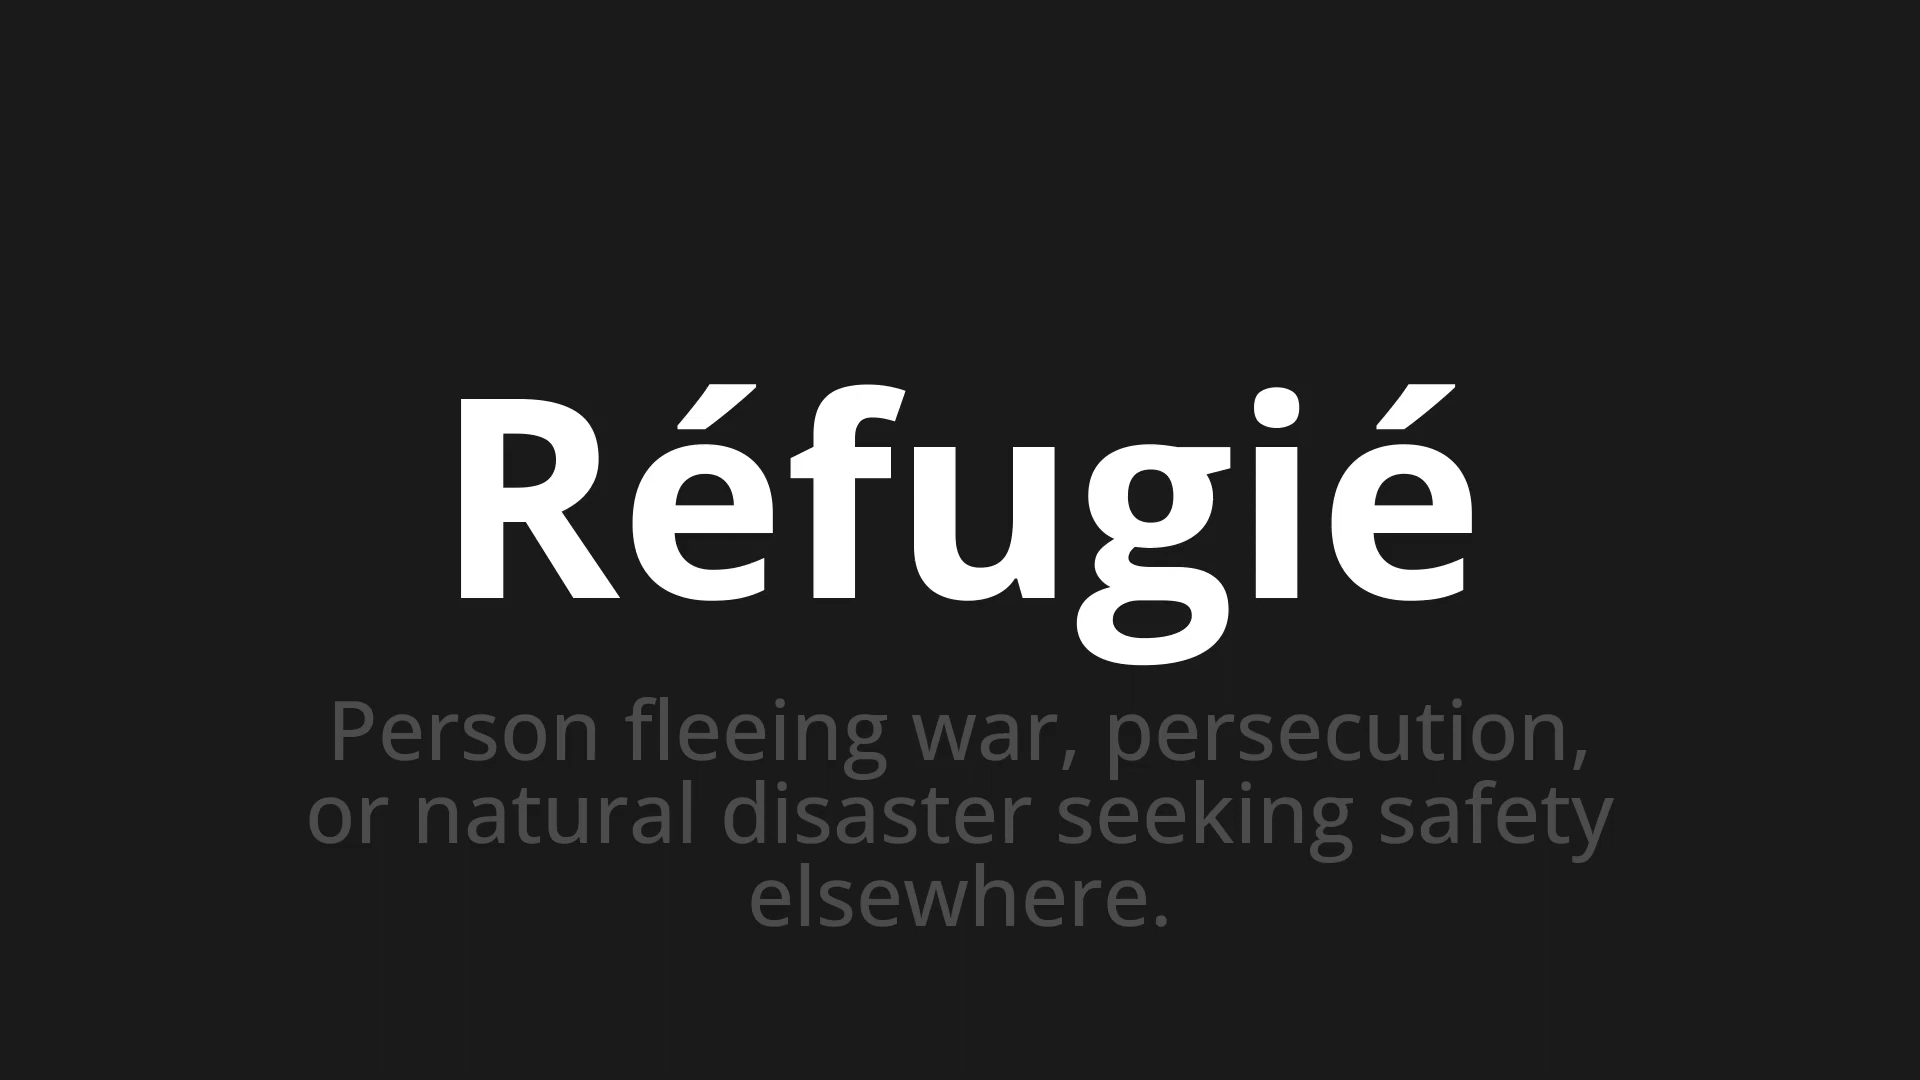 Réfugié
Person fleeing war, persecution,
or natural disaster seeking safety
elsewhere.